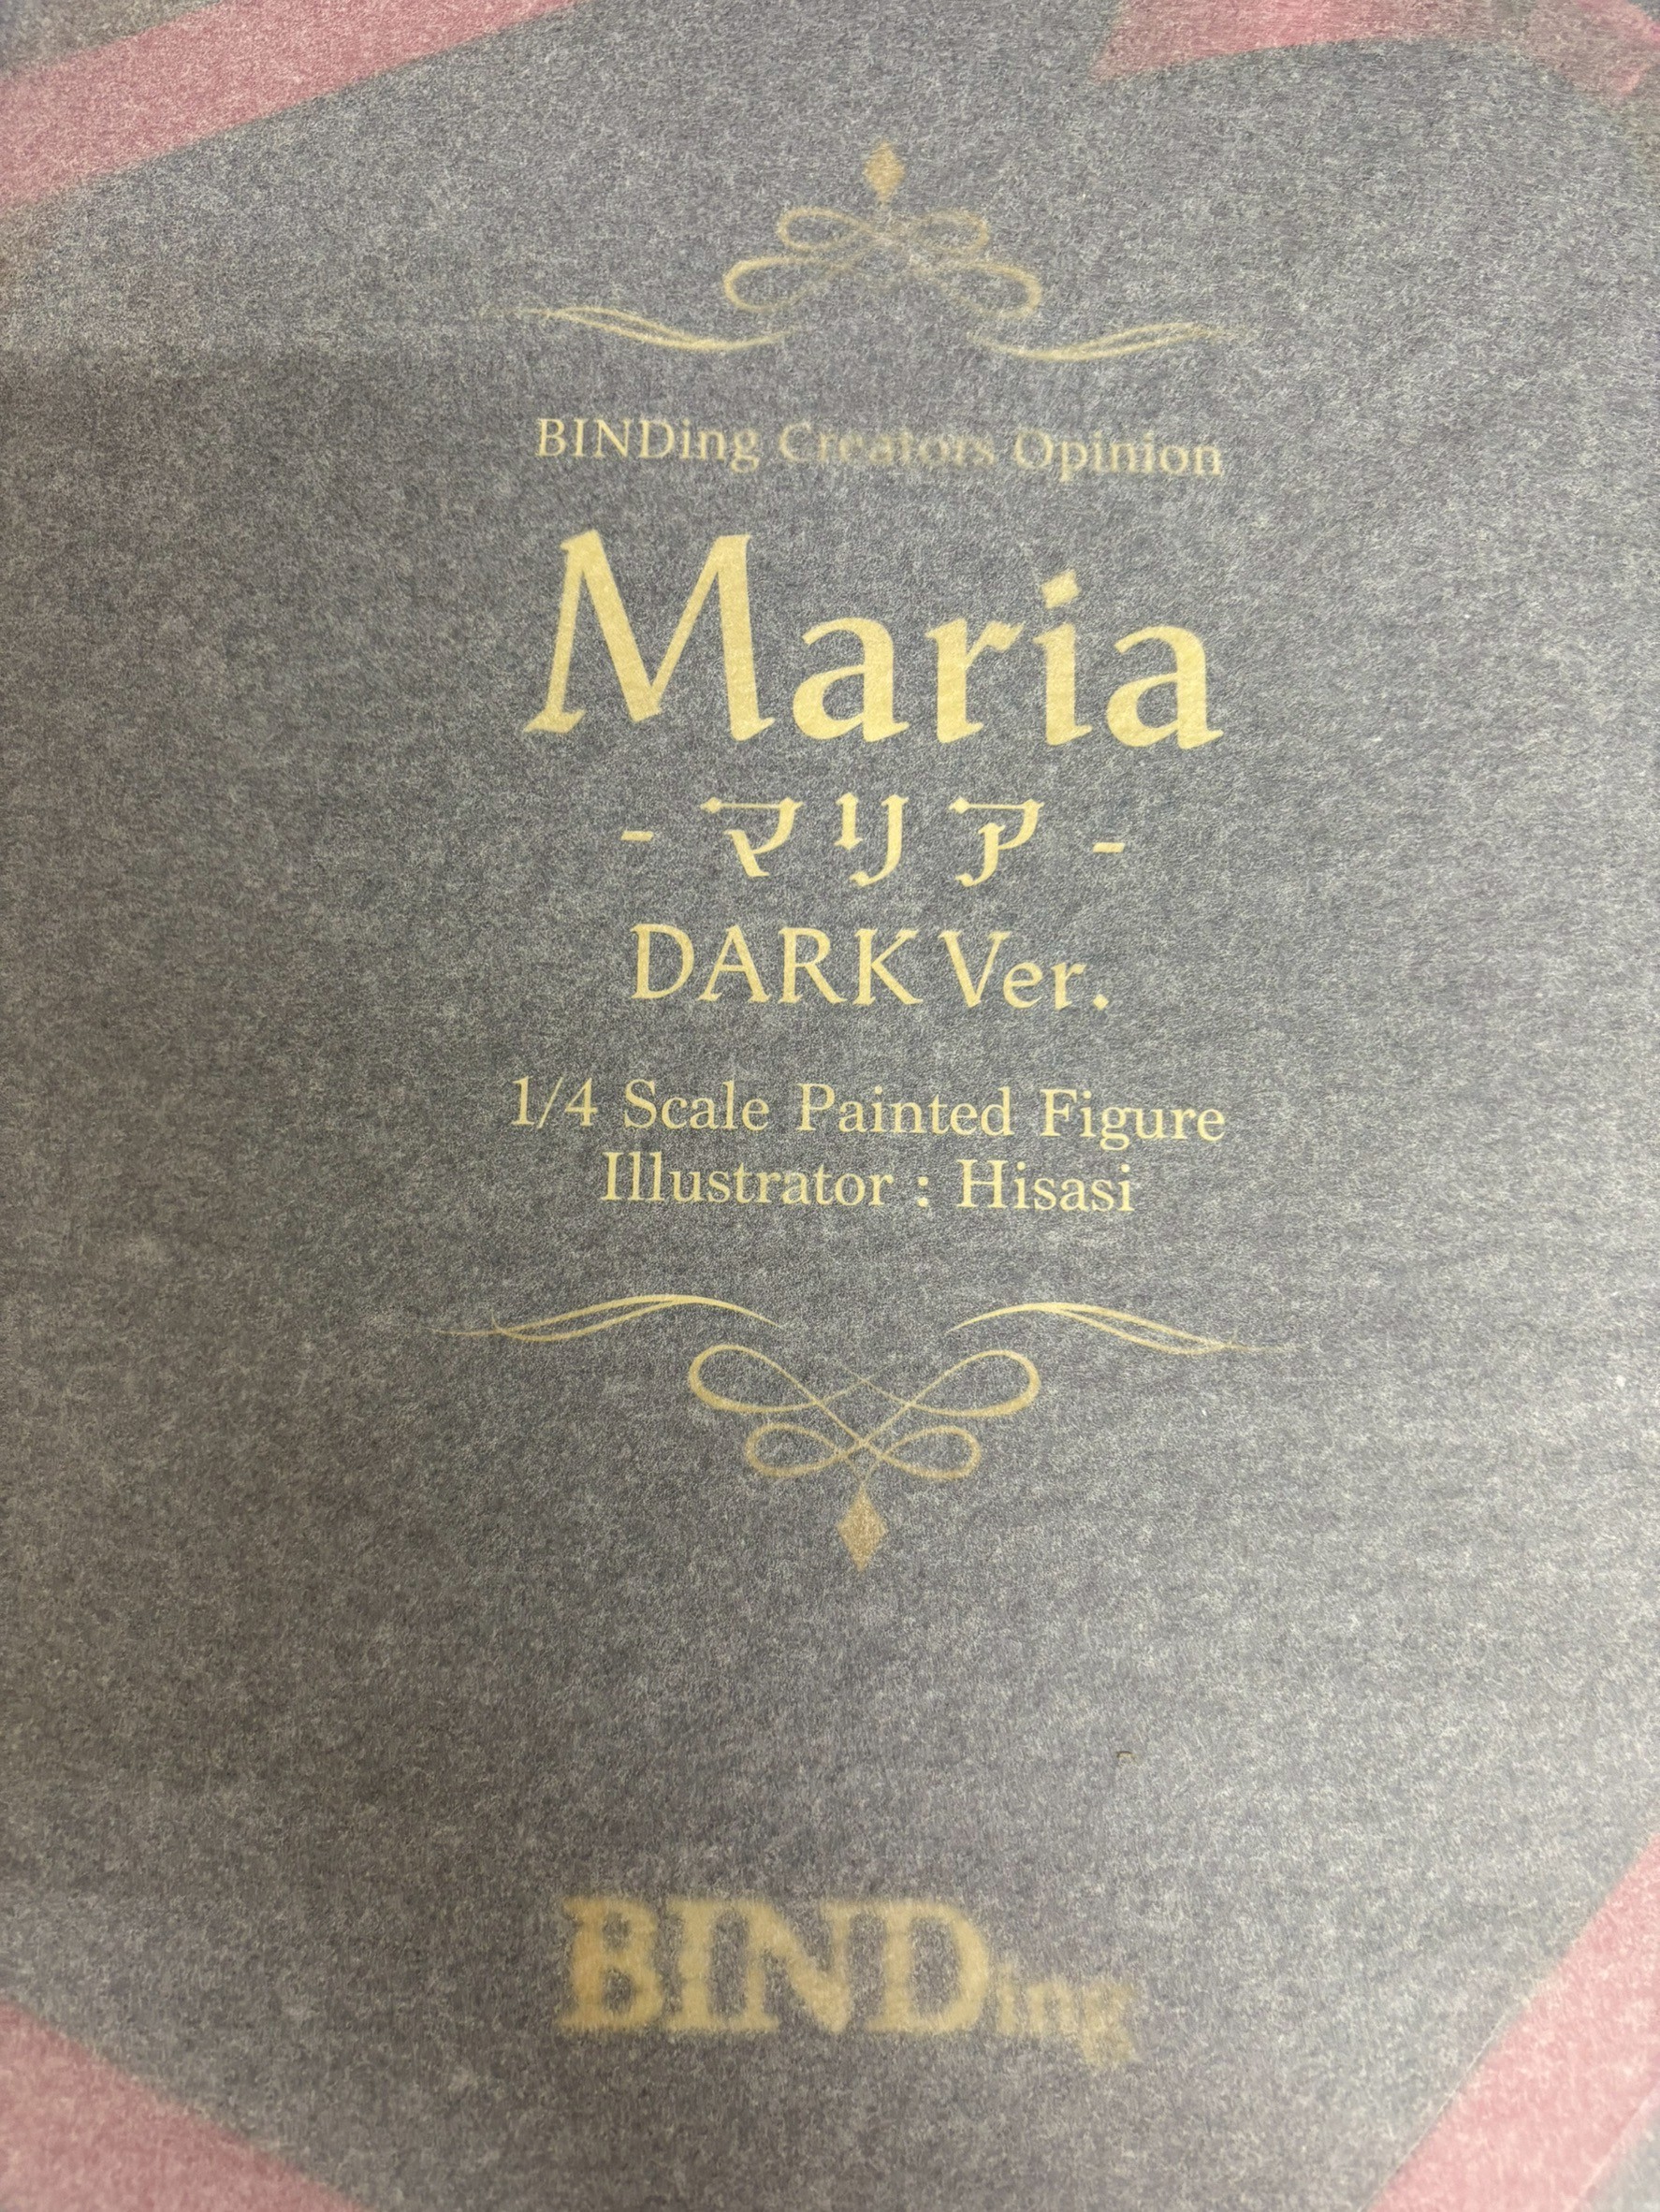 BINDing Creators Opinion
Maria
- マリア -
DARK Ver.
1/4 Scale Painted Figure
Illustrator : Hisasi
BINDing